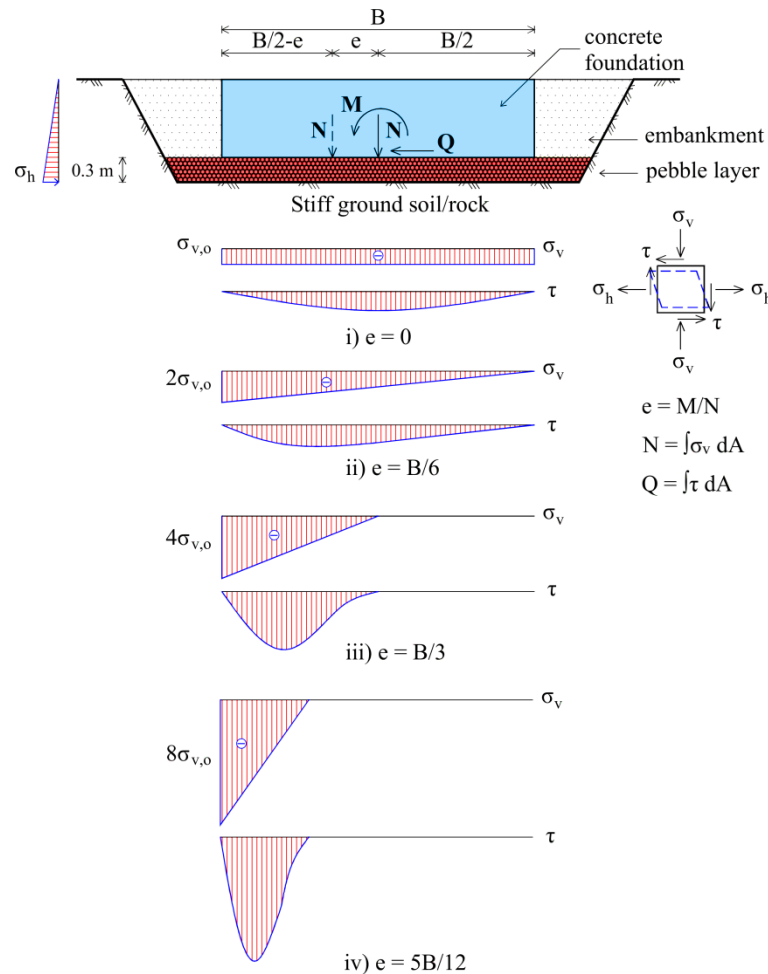 B
B/2-e e B/2
concrete
foundation
M
N N
Q
embankment
σh 0.3 m
pebble layer
Stiff ground soil/rock
σv,o σv
τ
i) e = 0
σv
τ
σh σh
τ
σv
2σv,o σv
τ
ii) e = B/6
e = M/N
N = ∫σv dA
Q = ∫τ dA
4σv,o σv
τ
iii) e = B/3
8σv,o σv
τ
iv) e = 5B/12